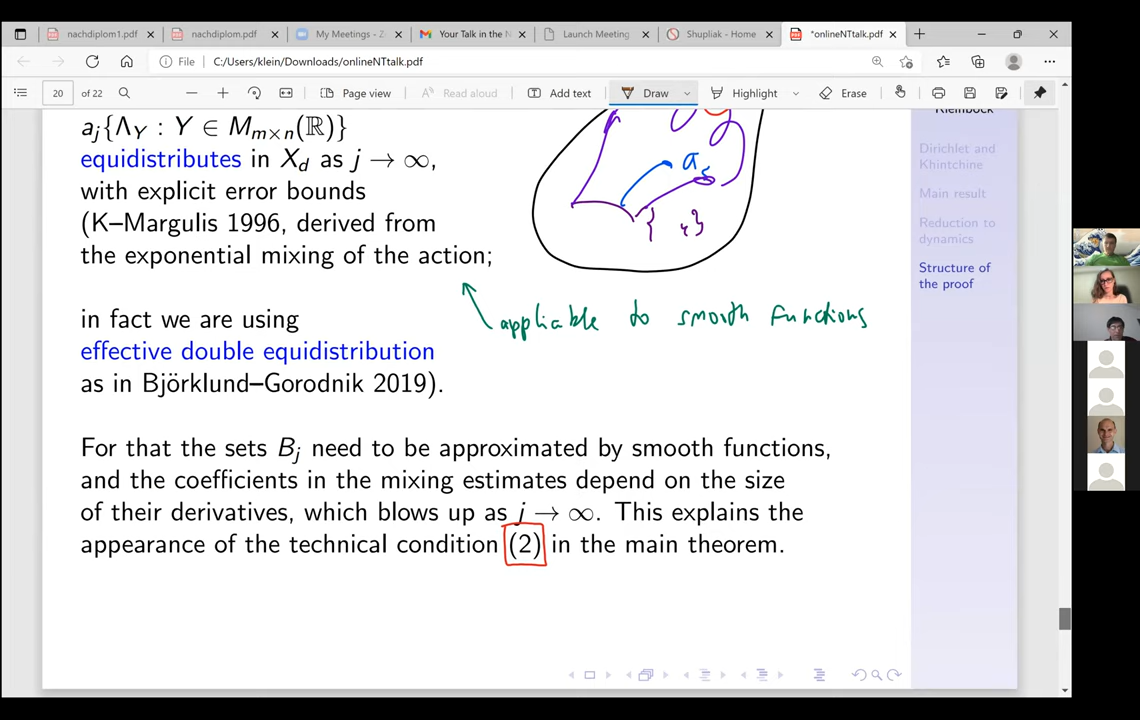 nachdiplom1.pdf
nachdiplom.pdf
My Meetings - Z
Your Talk in the N
Launch Meeting
Shupliak - Home
*onlineNTtalk.pdf
File
C:/Users/klein/Downloads/onlineNTtalk.pdf
20
of 22
Page view
Read aloud
Add text
Draw
Highlight
Erase
Kleinbock
a_j{Λ_Y : Y ∈ M_{m×n}(ℝ)}
equidistributes in X_d as j → ∞,
with explicit error bounds
(K–Margulis 1996, derived from
the exponential mixing of the action;
in fact we are using
effective double equidistribution
as in Björklund–Gorodnik 2019).
appliable to smooth functions
For that the sets B_j need to be approximated by smooth functions,
and the coefficients in the mixing estimates depend on the size
of their derivatives, which blows up as j → ∞. This explains the
appearance of the technical condition (2) in the main theorem.
Dirichlet and
Khintchine
Main result
Reduction to
dynamics
Structure of
the proof